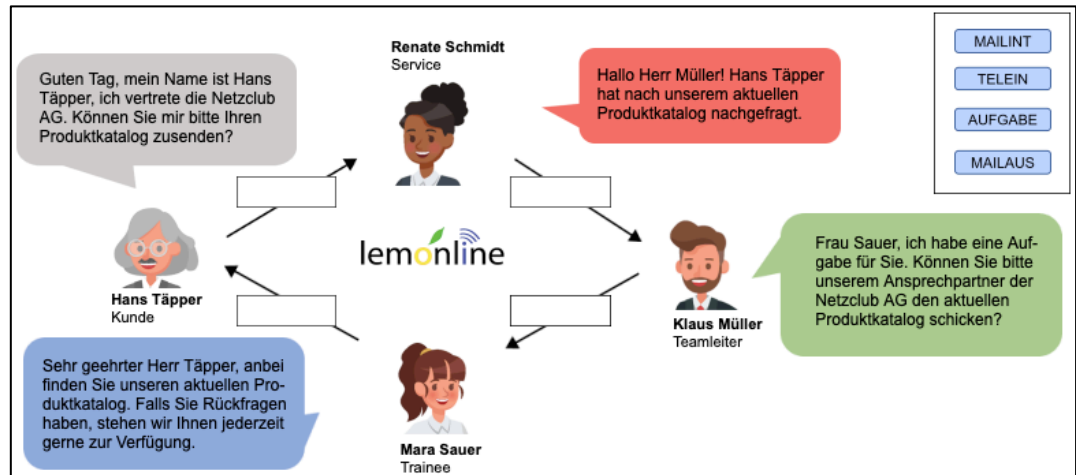 Renate Schmidt
Service
Guten Tag, mein Name ist Hans
Täpper, ich vertrete die Netzclub
AG. Können Sie mir bitte Ihren
Produktkatalog zusenden?
Hallo Herr Müller! Hans Täpper
hat nach unserem aktuellen
Produktkatalog nachgefragt.
MAILINT
TELEIN
AUFGABE
MAILAUS
lemonline
Hans Täpper
Kunde
Klaus Müller
Teamleiter
Frau Sauer, ich habe eine Auf-
gabe für Sie. Können Sie bitte
unserem Ansprechpartner der
Netzclub AG den aktuellen
Produktkatalog schicken?
Sehr geehrter Herr Täpper, anbei
finden Sie unseren aktuellen Pro-
duktkatalog. Falls Sie Rückfragen
haben, stehen wir Ihnen jederzeit
gerne zur Verfügung.
Mara Sauer
Trainee